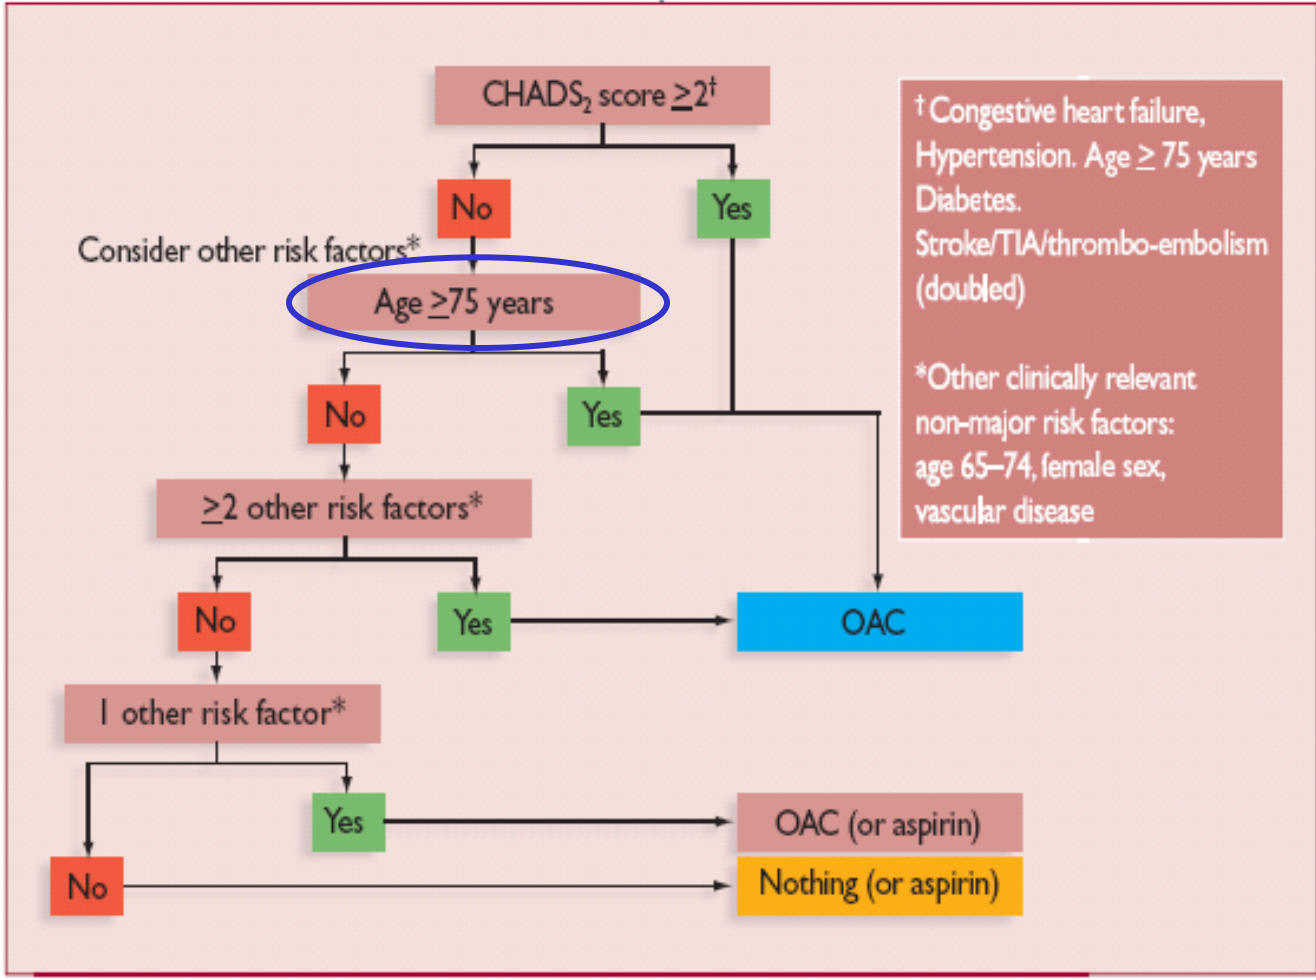 CHADS₂ score ≥2†
No
Yes
Consider other risk factors*
Age ≥75 years
No
Yes
≥2 other risk factors*
No
Yes
OAC
1 other risk factor*
Yes
OAC (or aspirin)
No
Nothing (or aspirin)
† Congestive heart failure,
Hypertension. Age ≥ 75 years
Diabetes.
Stroke/TIA/thrombo-embolism
(doubled)
*Other clinically relevant
non-major risk factors:
age 65–74, female sex,
vascular disease